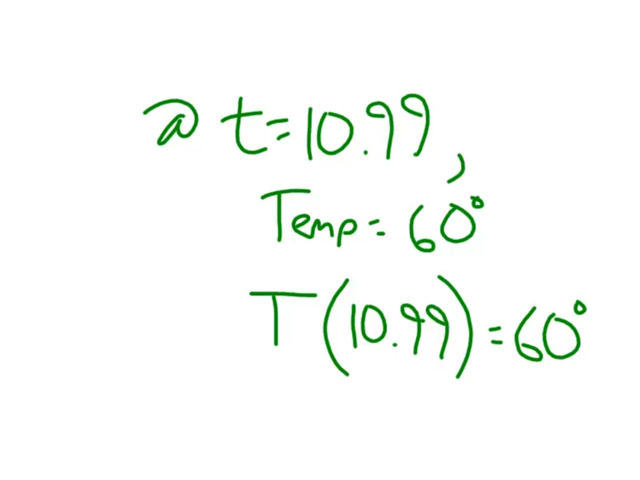 @ t=10.99,
Temp = 60°
T(10.99) = 60°